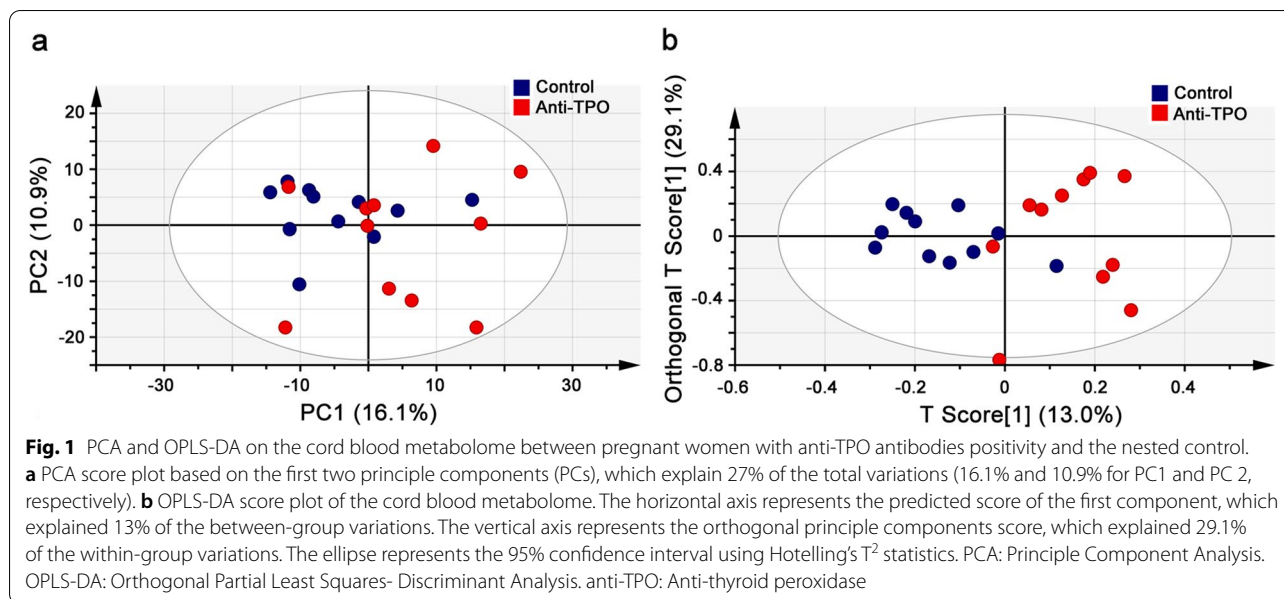 a
Control
Anti-TPO
PC2 (10.9%)
20
10
0
-10
-20
-30
-10
10
30
PC1 (16.1%)
b
Control
Anti-TPO
Orthogonal T Score[1] (29.1%)
0.4
0
-0.4
-0.8
-0.6
-0.4
-0.2
0
0.2
0.4
T Score[1] (13.0%)
Fig. 1 PCA and OPLS-DA on the cord blood metabolome between pregnant women with anti-TPO antibodies positivity and the nested control.
a PCA score plot based on the first two principle components (PCs), which explain 27% of the total variations (16.1% and 10.9% for PC1 and PC 2,
respectively). b OPLS-DA score plot of the cord blood metabolome. The horizontal axis represents the predicted score of the first component, which
explained 13% of the between-group variations. The vertical axis represents the orthogonal principle components score, which explained 29.1%
of the within-group variations. The ellipse represents the 95% confidence interval using Hotelling's T² statistics. PCA: Principle Component Analysis.
OPLS-DA: Orthogonal Partial Least Squares- Discriminant Analysis. anti-TPO: Anti-thyroid peroxidase